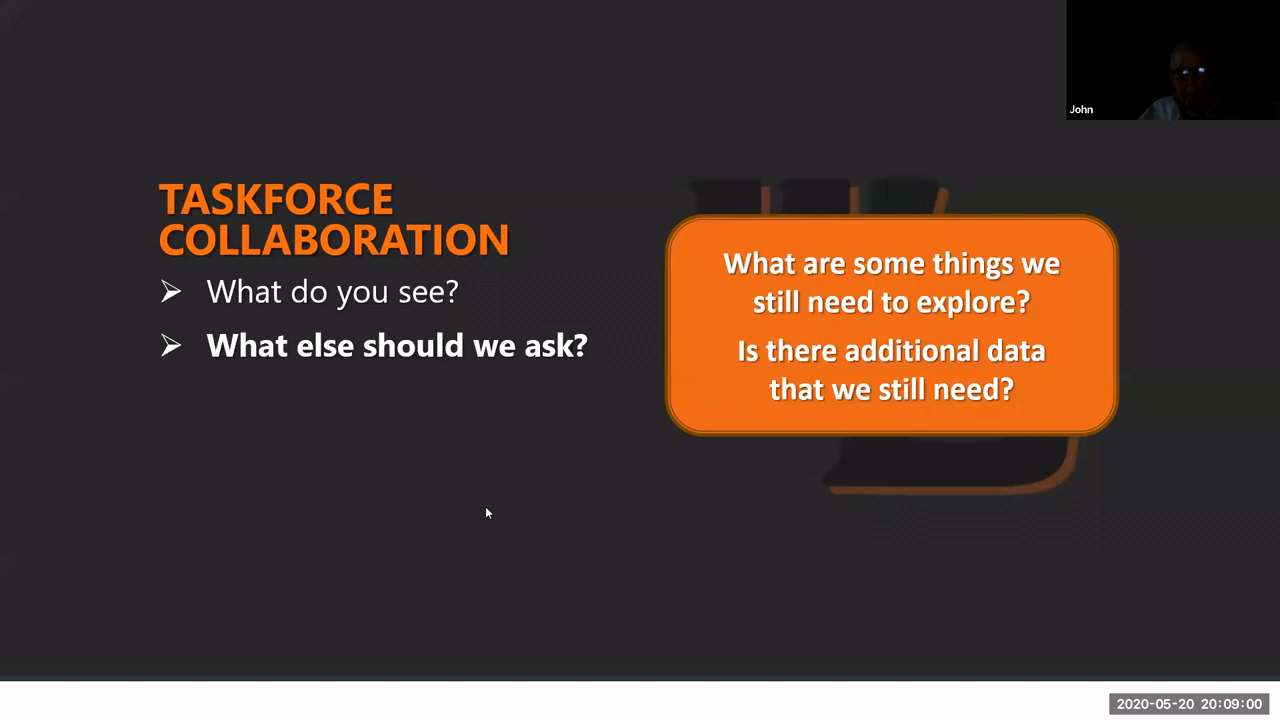 John
TASKFORCE
COLLABORATION
➢ What do you see?
➢ What else should we ask?
What are some things we
still need to explore?
Is there additional data
that we still need?
2020-05-20 20:09:00